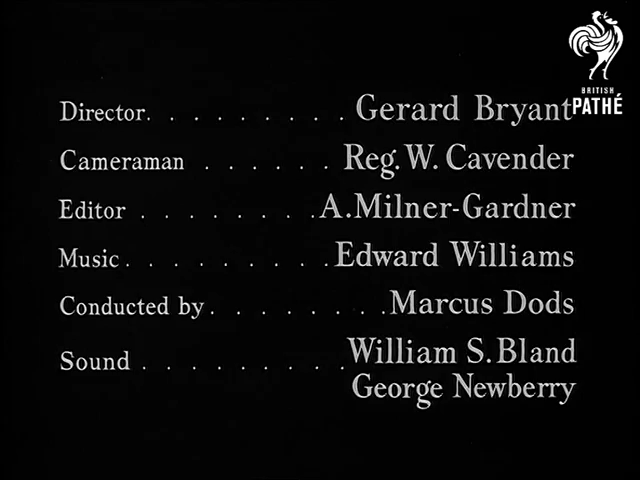 BRITISH
PATHÉ
Director. . . . . . . . . Gerard Bryant
Cameraman . . . . . . Reg. W. Cavender
Editor . . . . . . . . A. Milner-Gardner
Music . . . . . . . . . Edward Williams
Conducted by . . . . . . . . Marcus Dods
Sound . . . . . . . . . William S. Bland
George Newberry